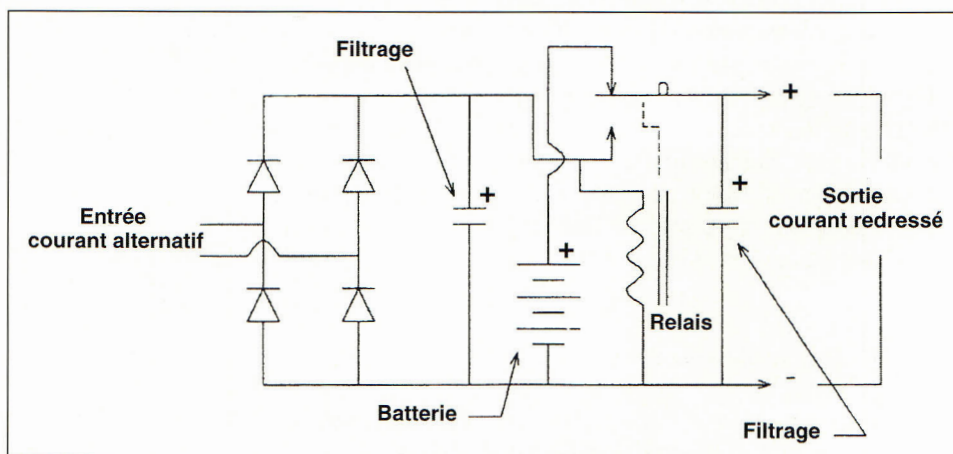 Filtrage
+
+
+
+
Entrée
courant alternatif
Sortie
courant redressé
Relais
-
Batterie
Filtrage